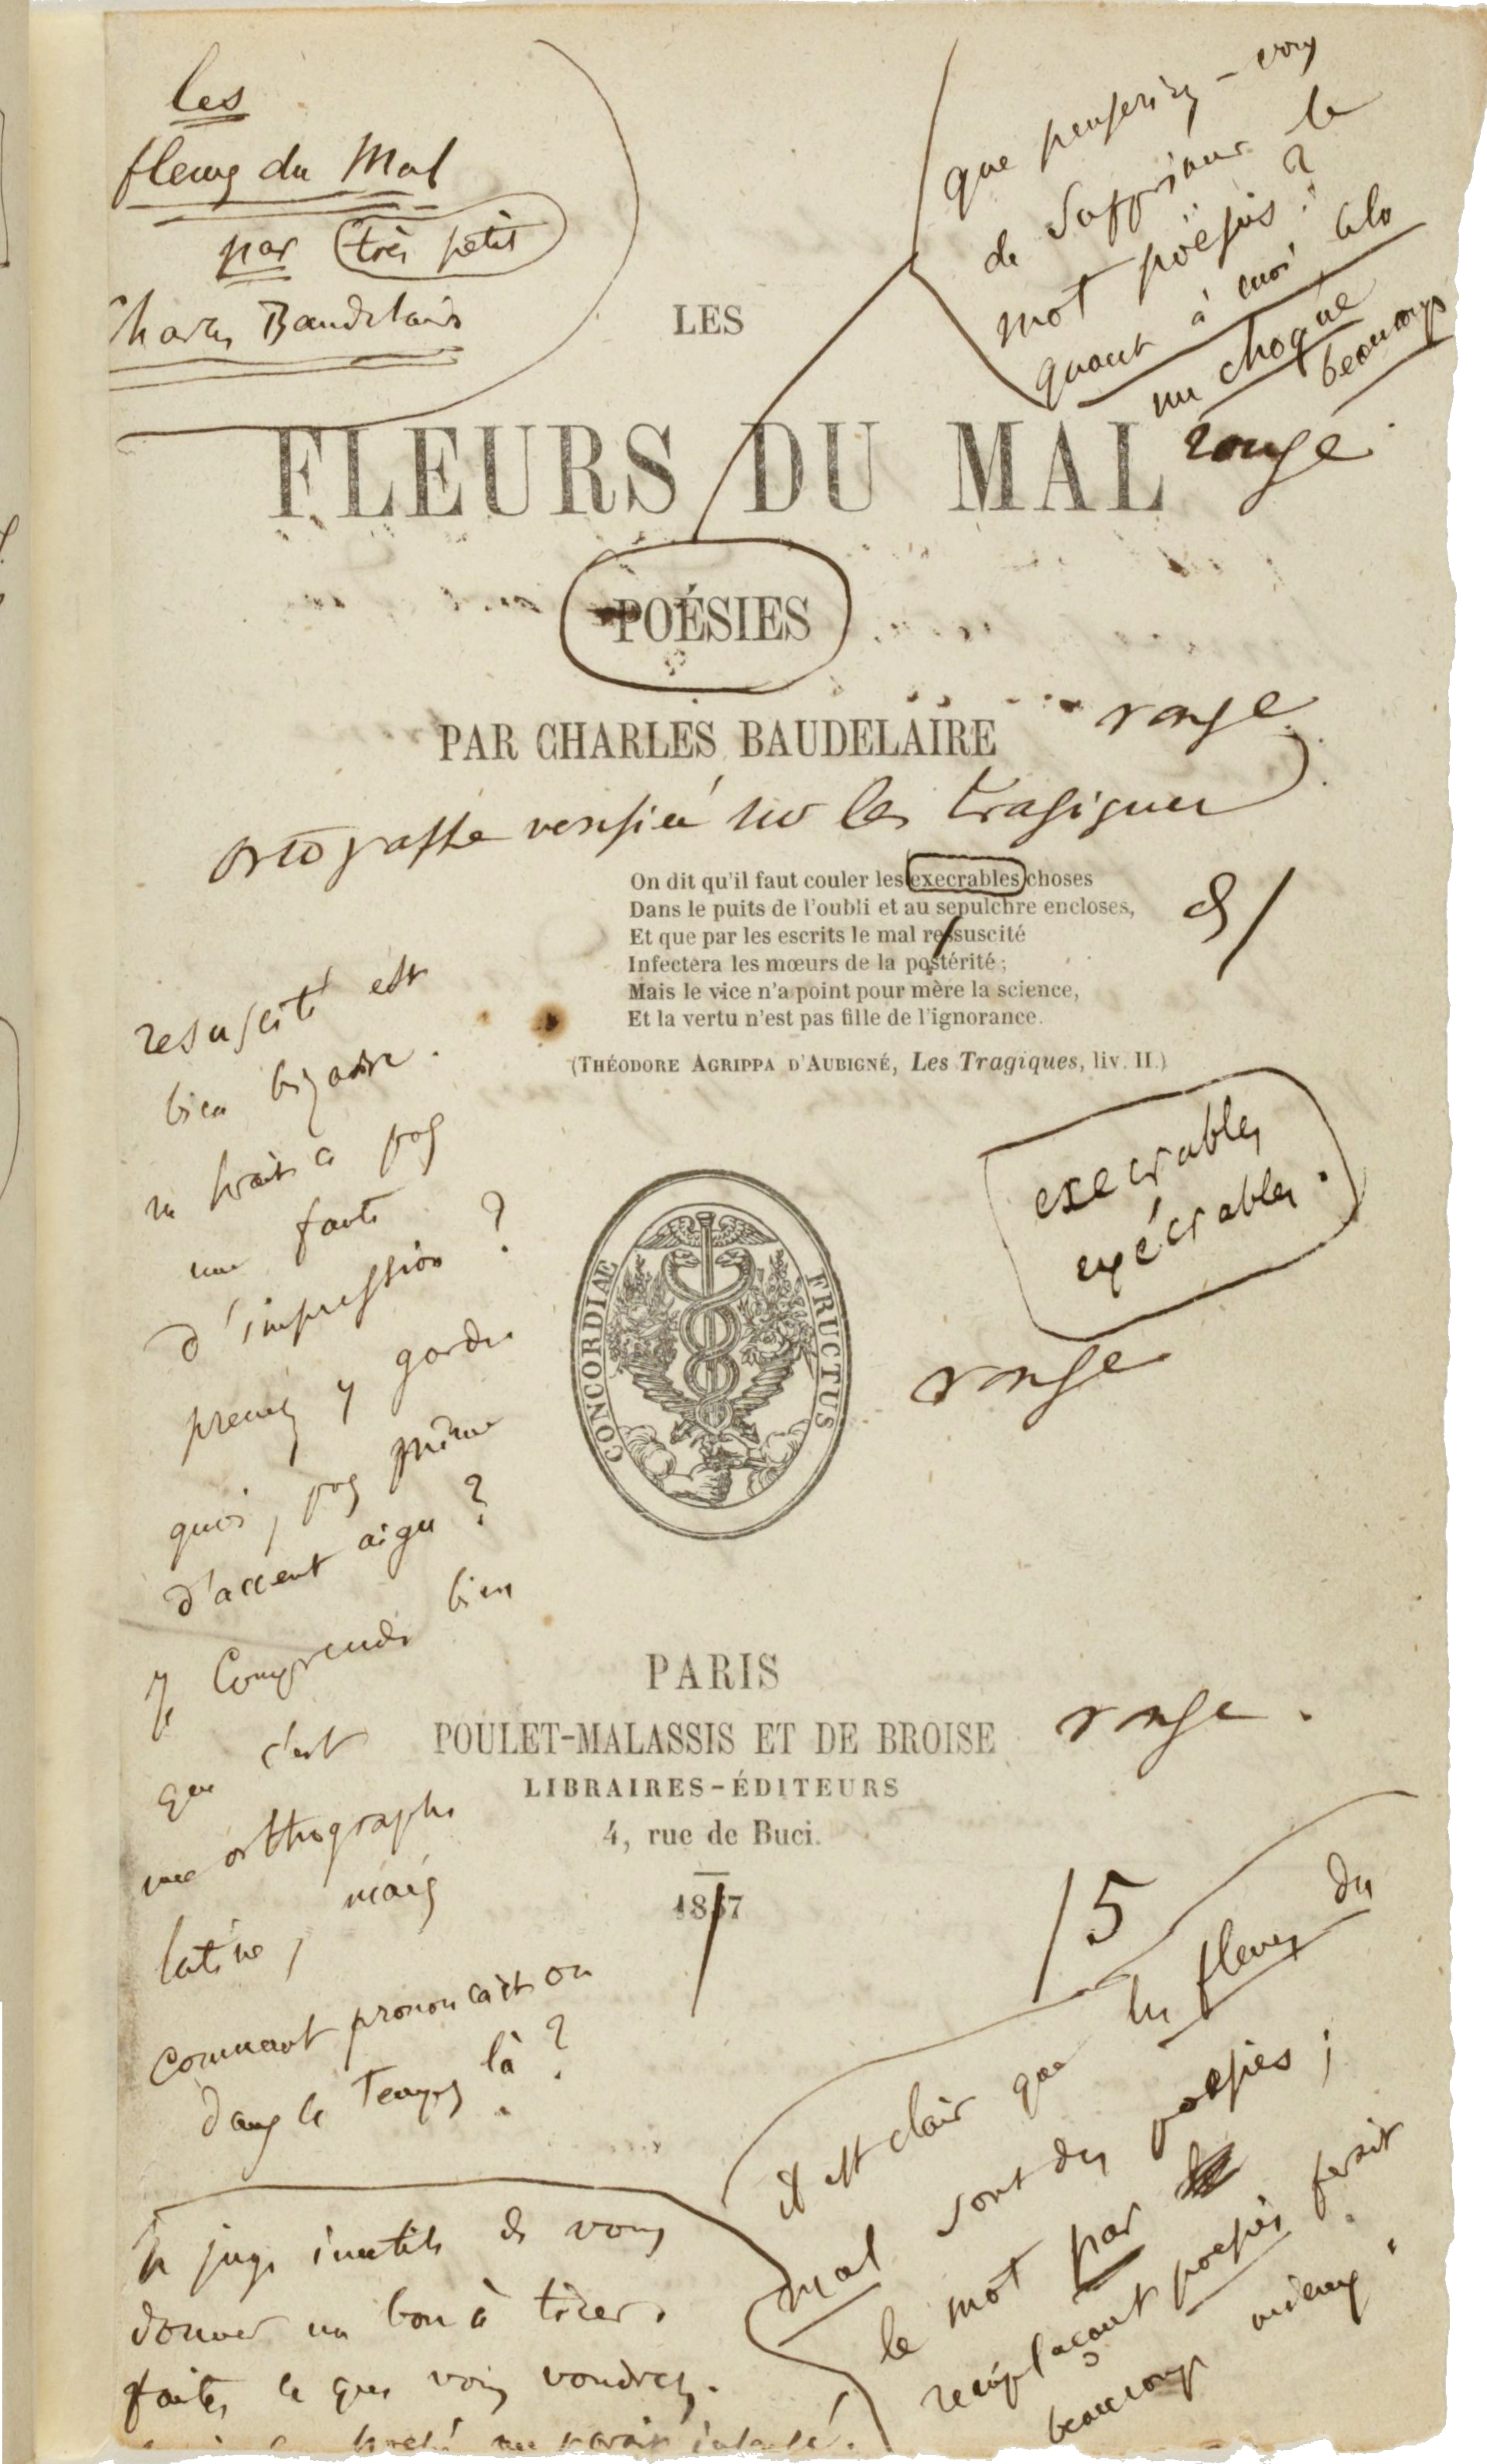 les
fleurs du Mal
par très petit
Charles Baudelaire
que penseriez-vous
de supprimer le
mot poësies ?
quant à moi cela
me choque
beaucoup
LES
FLEURS DU MAL
rouge
POÉSIES
PAR CHARLES BAUDELAIRE
rouge
ortographe verifiée sur les tragiques
On dit qu'il faut couler les execrables choses
Dans le puits de l'oubli et au sepulchre encloses,
Et que par les escrits le mal ressuscité
Infectera les mœurs de la postérité ;
Mais le vice n'a point pour mère la science,
Et la vertu n'est pas fille de l'ignorance.
(THÉODORE AGRIPPA D'AUBIGNÉ, Les Tragiques, liv. II.)
resuscité est
bien bizarre.
ne serait ce pas
une faute
d'impression ?
prenez y garde
quoi, pas même
d'accent aigu ?
Je comprends bien
que c'est
une orthographe
latine, mais
comment prononçait on
dans le temps là ?
execrables
exécrables.
rouge
CONCORDIAE FRUCTUS
PARIS
POULET-MALASSIS ET DE BROISE
rouge.
LIBRAIRES-ÉDITEURS
4, rue de Buci.
1857
/5
il est clair que les fleurs du
mal sont des poesies ;
le mot par
remplaçant poesies serait
beaucoup mieux.
Je juge inutile de vous
donner un bon à tirer.
faites ce que vous voudrez.